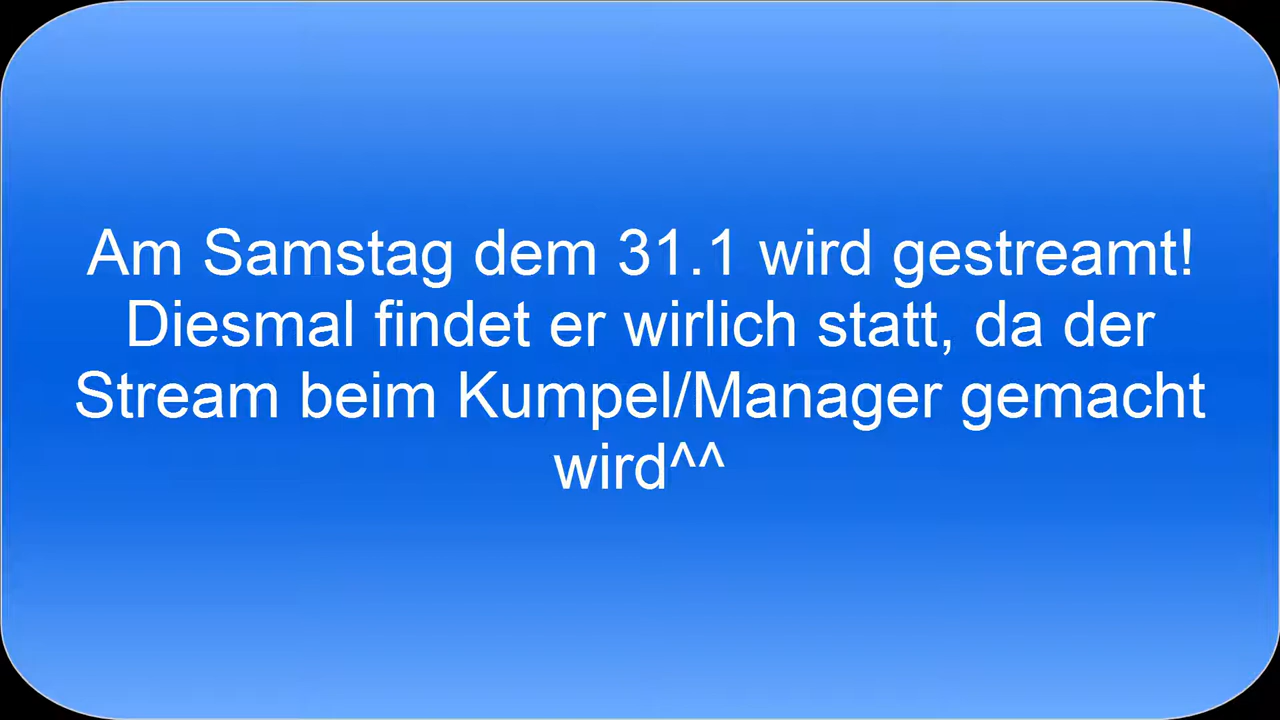 Am Samstag dem 31.1 wird gestreamt!
Diesmal findet er wirlich statt, da der
Stream beim Kumpel/Manager gemacht
wird^^